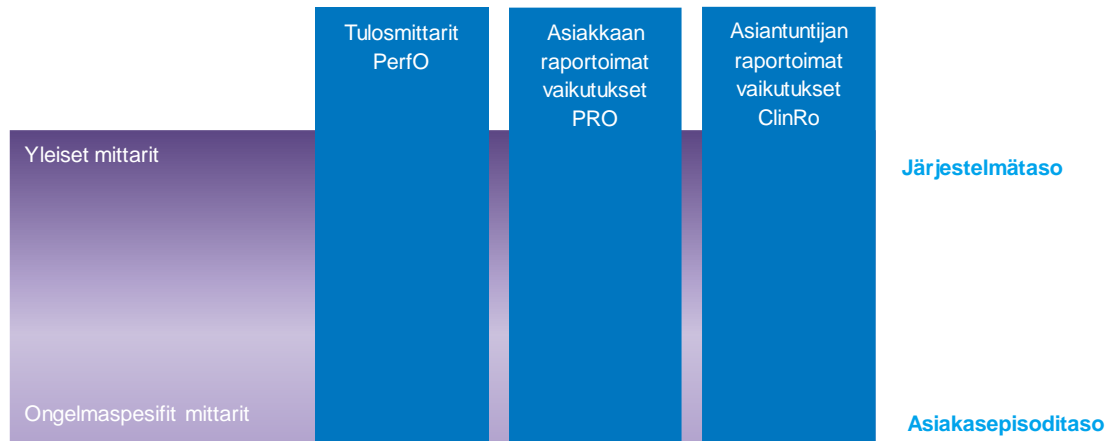 Tulosmittarit
PerfO
Asiakkaan
raportoimat
vaikutukset
PRO
Asiantuntijan
raportoimat
vaikutukset
ClinRo
Yleiset mittarit
Järjestelmätaso
Ongelmaspesifit mittarit
Asiakasepisoditaso